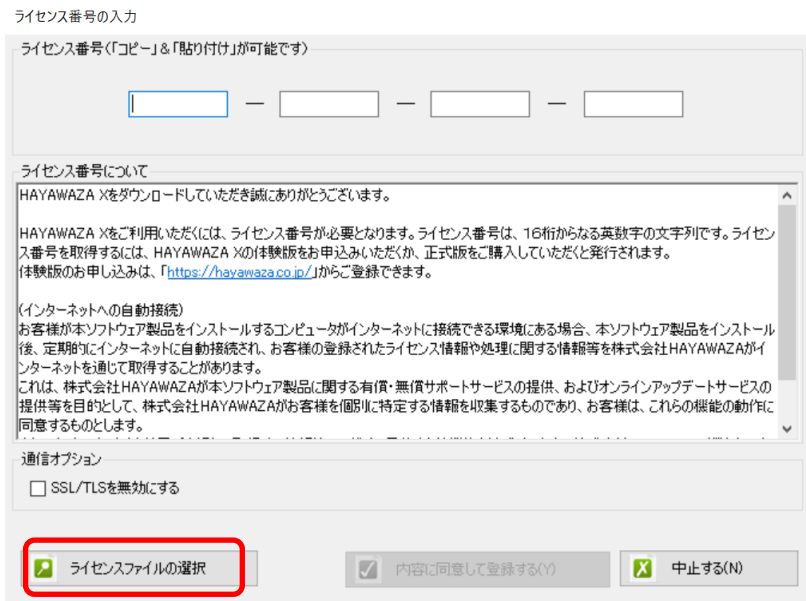 ライセンス番号の入力
ライセンス番号(「コピー」&「貼り付け」が可能です)
— — —
ライセンス番号について
HAYAWAZA Xをダウンロードしていただき誠にありがとうございます。
HAYAWAZA Xをご利用いただくには、ライセンス番号が必要となります。ライセンス番号は、16桁からなる英数字の文字列です。ライセン
ス番号を取得するには、HAYAWAZA Xの体験版をお申込みいただくか、正式版をご購入していただくと発行されます。
体験版のお申し込みは、「https://hayawaza.co.jp/」からご登録できます。
(インターネットへの自動接続)
お客様が本ソフトウェア製品をインストールするコンピュータがインターネットに接続できる環境にある場合、本ソフトウェア製品をインストール
後、定期的にインターネットに自動接続され、お客様の登録されたライセンス情報や処理に関する情報等を株式会社HAYAWAZAがイ
ンターネットを通じて取得することがあります。
これは、株式会社HAYAWAZAが本ソフトウェア製品に関する有償・無償サポートサービスの提供、およびオンラインアップデートサービスの
提供等を目的として、株式会社HAYAWAZAがお客様を個別に特定する情報を収集するものであり、お客様は、これらの機能の動作に
同意するものとします。
通信オプション
SSL/TLSを無効にする
ライセンスファイルの選択
内容に同意して登録する(Y)
中止する(N)